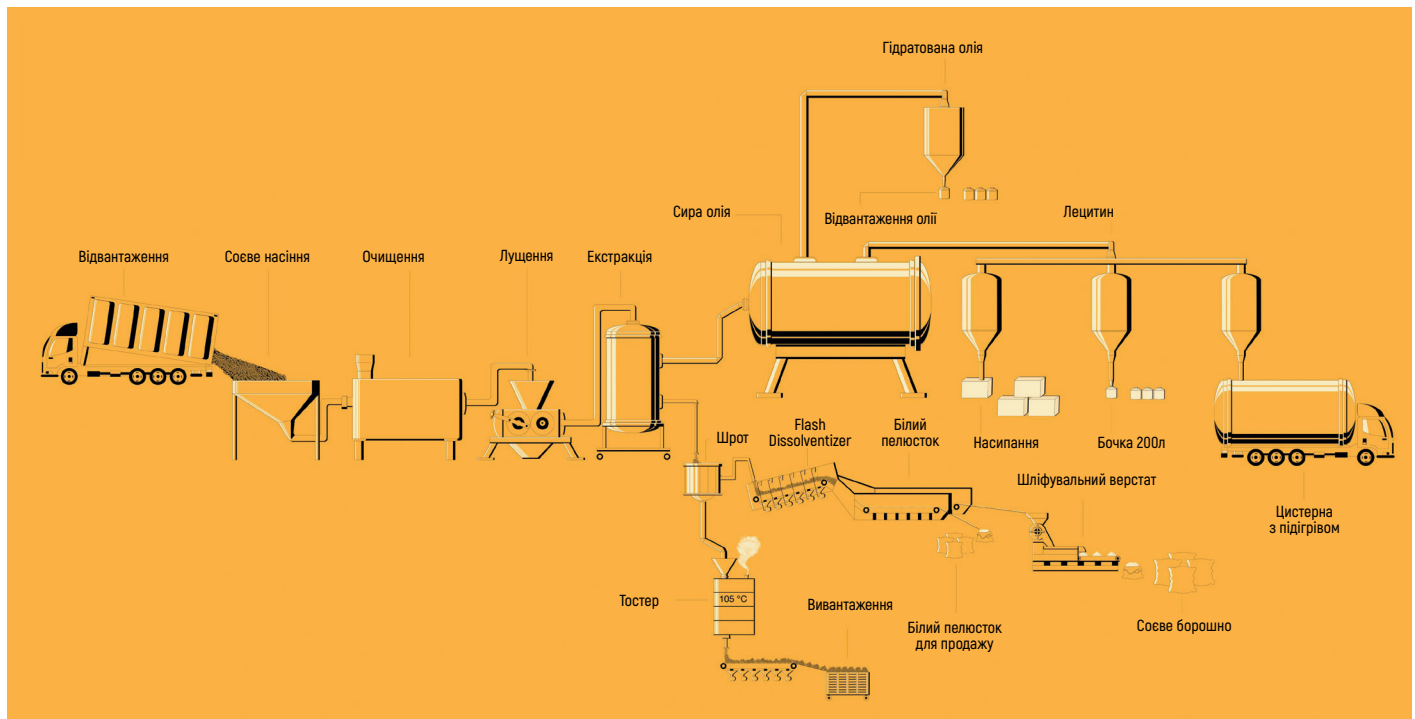 Гідратована олія
Сира олія
Відвантаження олії
Лецитин
Відвантаження
Соєве насіння
Очищення
Лущення
Екстракція
Шрот
Flash
Dissolventizer
Білий
пелюсток
Насипання
Бочка 200л
Шліфувальний верстат
Цистерна
з підігрівом
Тостер
105 °C
Вивантаження
Білий пелюсток
для продажу
Соєве борошно